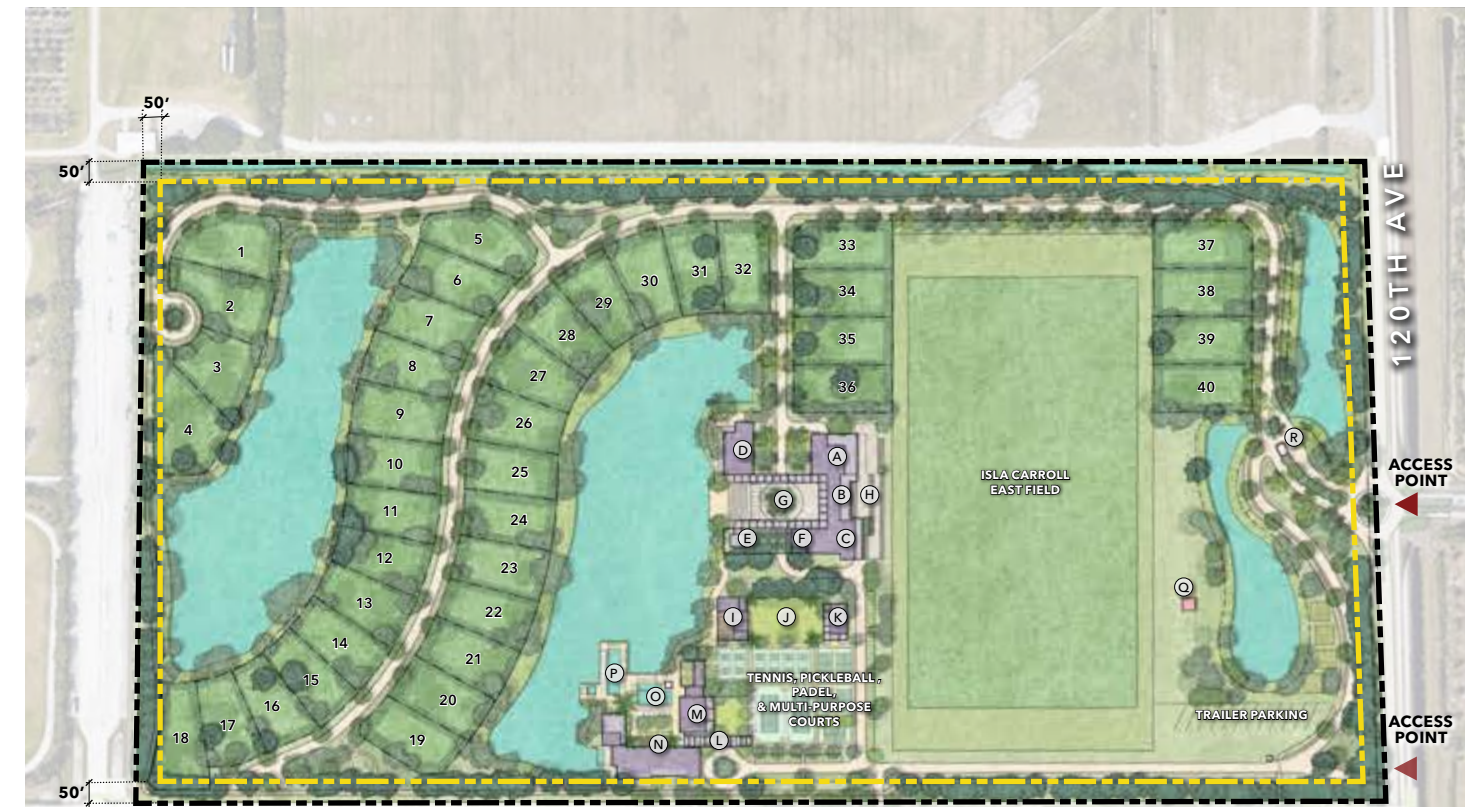 50'
50'
120TH AVE
1
2
3
4
5
6
7
8
9
10
11
12
13
14
15
16
17
18
19
20
21
22
23
24
25
26
27
28
29
30
31
32
33
34
35
36
37
38
39
40
D
A
G
B
H
E
F
C
I
J
K
P
O
M
N
L
Q
R
ISLA CARROLL
EAST FIELD
TENNIS, PICKLEBALL,
PADEL,
& MULTI-PURPOSE
COURTS
TRAILER PARKING
ACCESS
POINT
ACCESS
POINT
50'